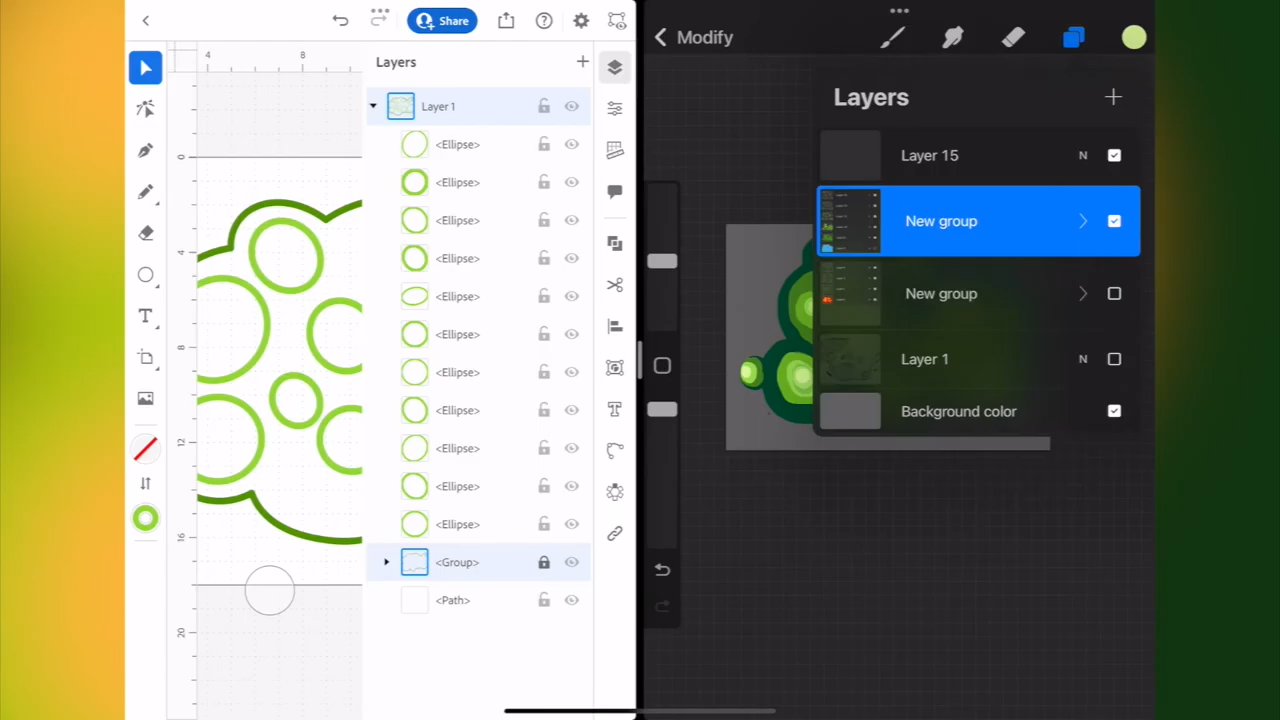 Share
4
8
0
4
8
12
16
20
T
Layers
Layer 1
<Ellipse>
<Ellipse>
<Ellipse>
<Ellipse>
<Ellipse>
<Ellipse>
<Ellipse>
<Ellipse>
<Ellipse>
<Ellipse>
<Ellipse>
<Group>
<Path>
Modify
Layers
Layer 15 N
New group
New group
Layer 1 N
Background color